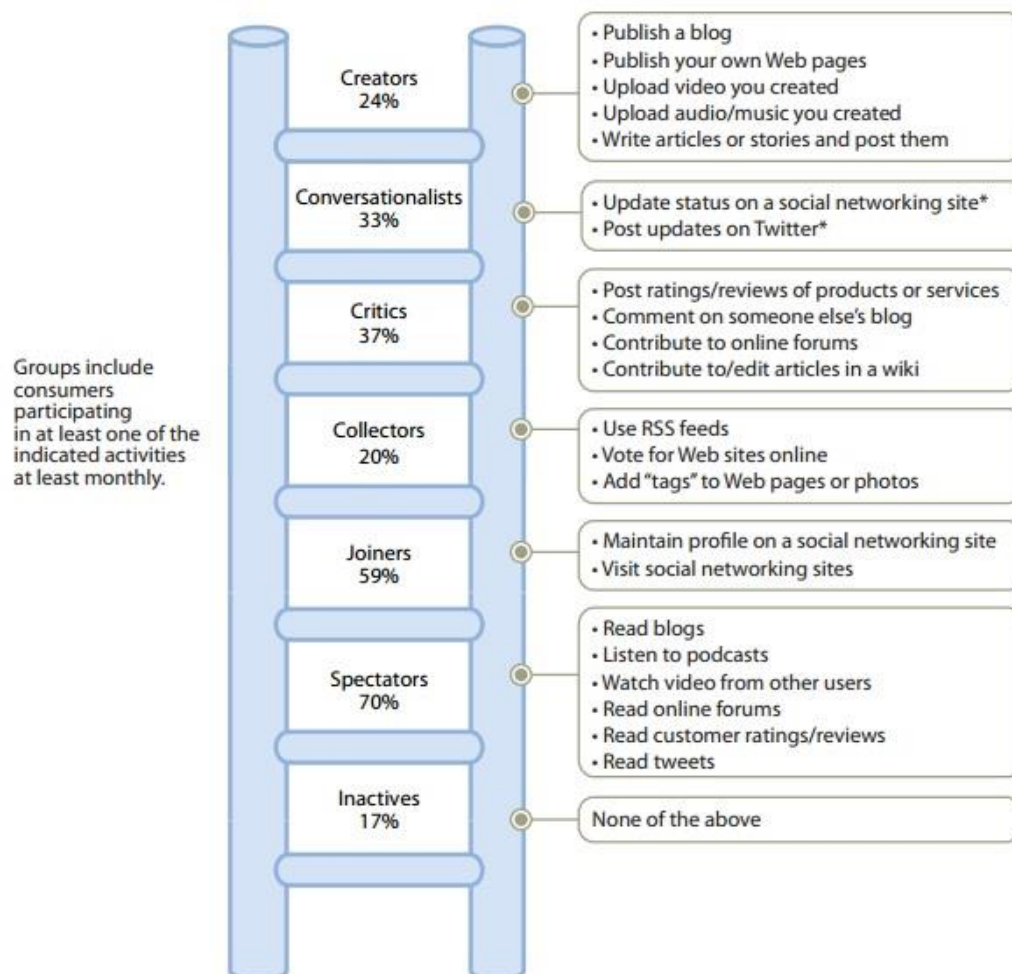 Creators
24%
• Publish a blog
• Publish your own Web pages
• Upload video you created
• Upload audio/music you created
• Write articles or stories and post them
Conversationalists
33%
• Update status on a social networking site*
• Post updates on Twitter*
Critics
37%
• Post ratings/reviews of products or services
• Comment on someone else's blog
• Contribute to online forums
• Contribute to/edit articles in a wiki
Groups include
consumers
participating
in at least one of the
indicated activities
at least monthly.
Collectors
20%
• Use RSS feeds
• Vote for Web sites online
• Add “tags” to Web pages or photos
Joiners
59%
• Maintain profile on a social networking site
• Visit social networking sites
Spectators
70%
• Read blogs
• Listen to podcasts
• Watch video from other users
• Read online forums
• Read customer ratings/reviews
• Read tweets
Inactives
17%
None of the above